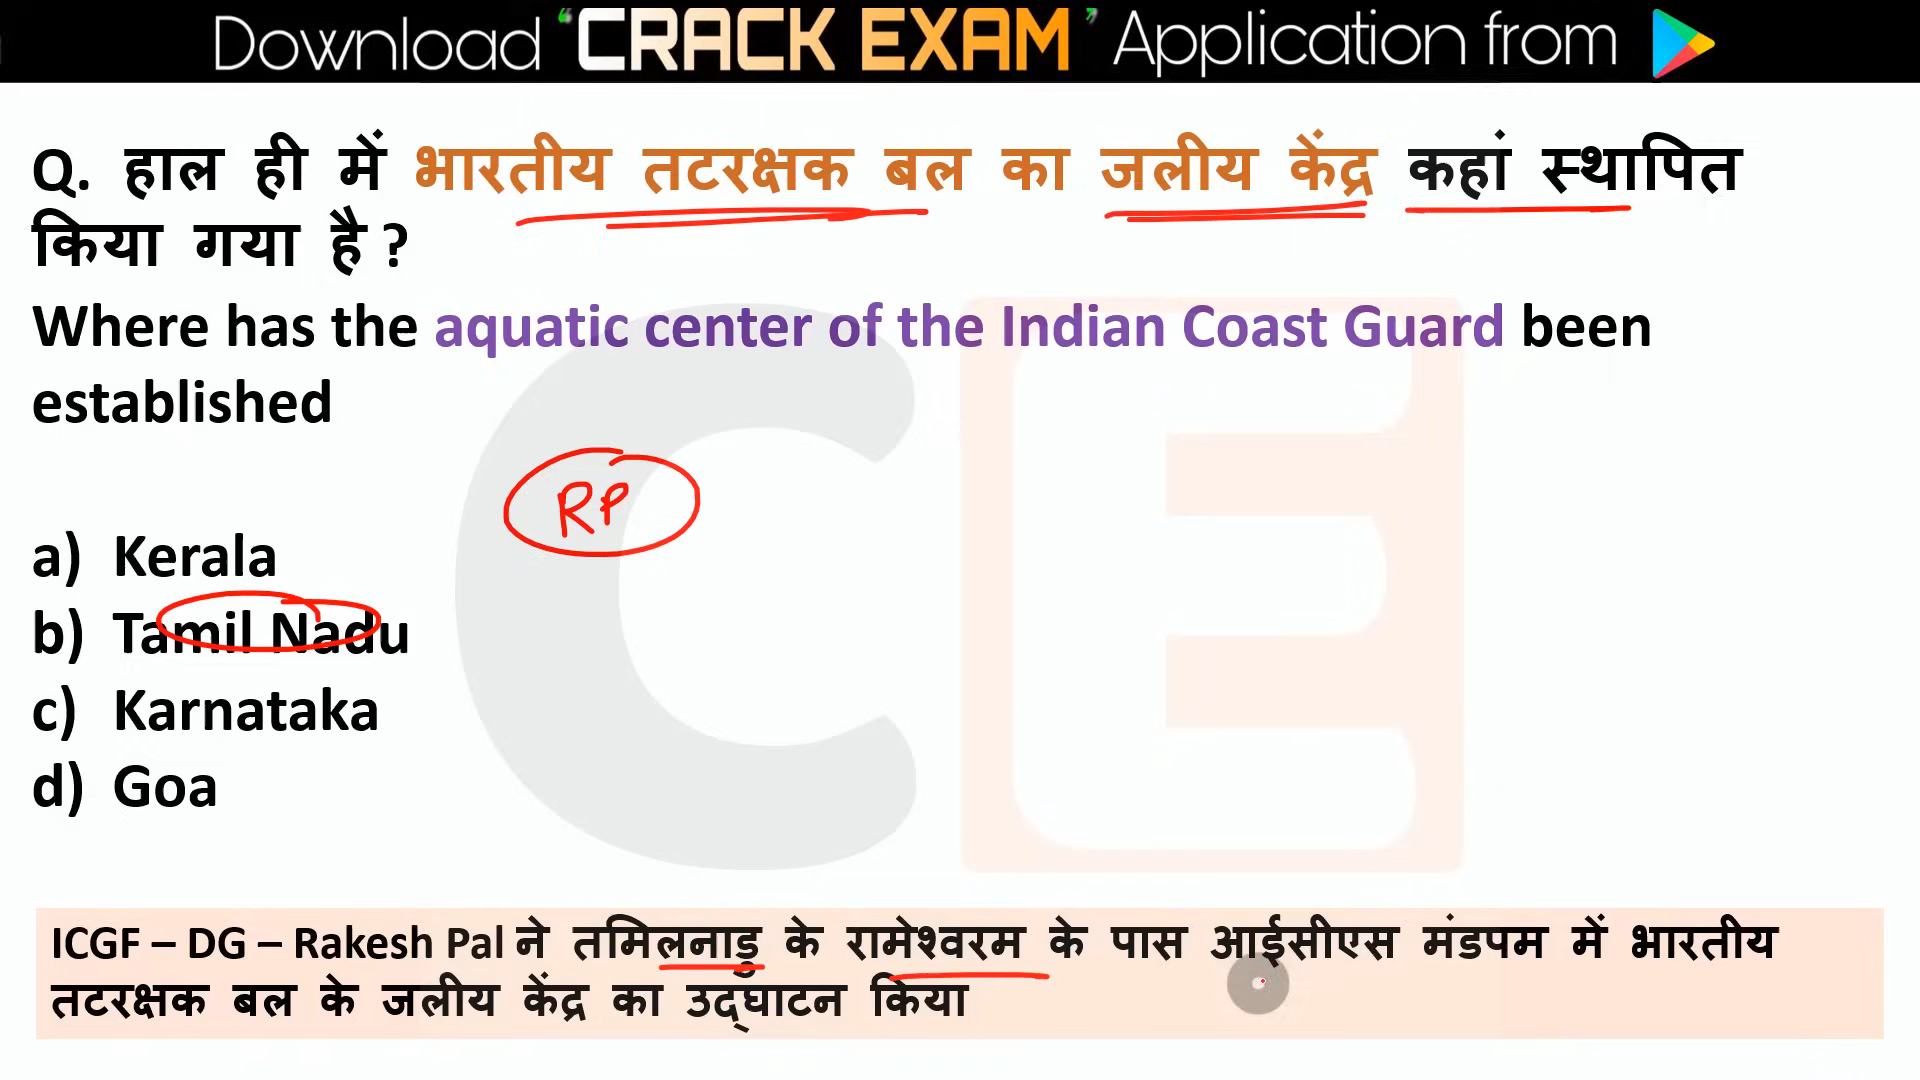 Download ‘CRACK EXAM’ Application from
Q. हाल ही में भारतीय तटरक्षक बल का जलीय केंद्र कहां स्थापित
किया गया है ?
Where has the aquatic center of the Indian Coast Guard been
established
RP
a) Kerala
b) Tamil Nadu
c) Karnataka
d) Goa
ICGF – DG – Rakesh Pal ने तमिलनाडु के रामेश्वरम के पास आईसीएस मंडपम में भारतीय
तटरक्षक बल के जलीय केंद्र का उद्घाटन किया
CE